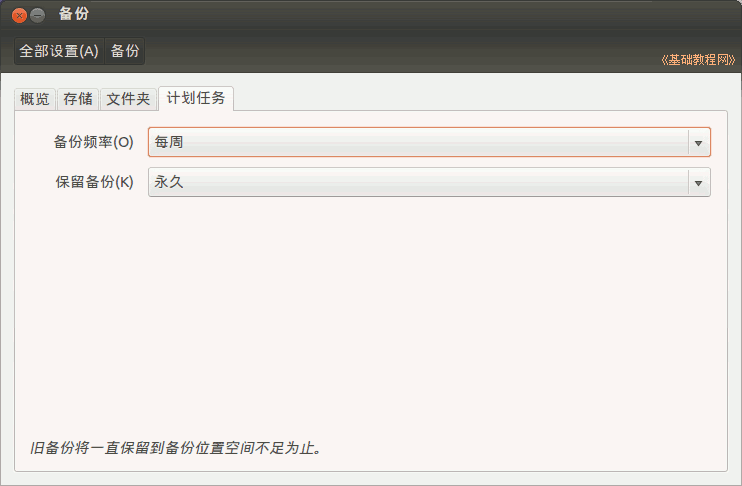 备份
全部设置(A) 备份
《基础教程网》
概览 存储 文件夹 计划任务
备份频率(O) 每周
保留备份(K) 永久
旧备份将一直保留到备份位置空间不足为止。